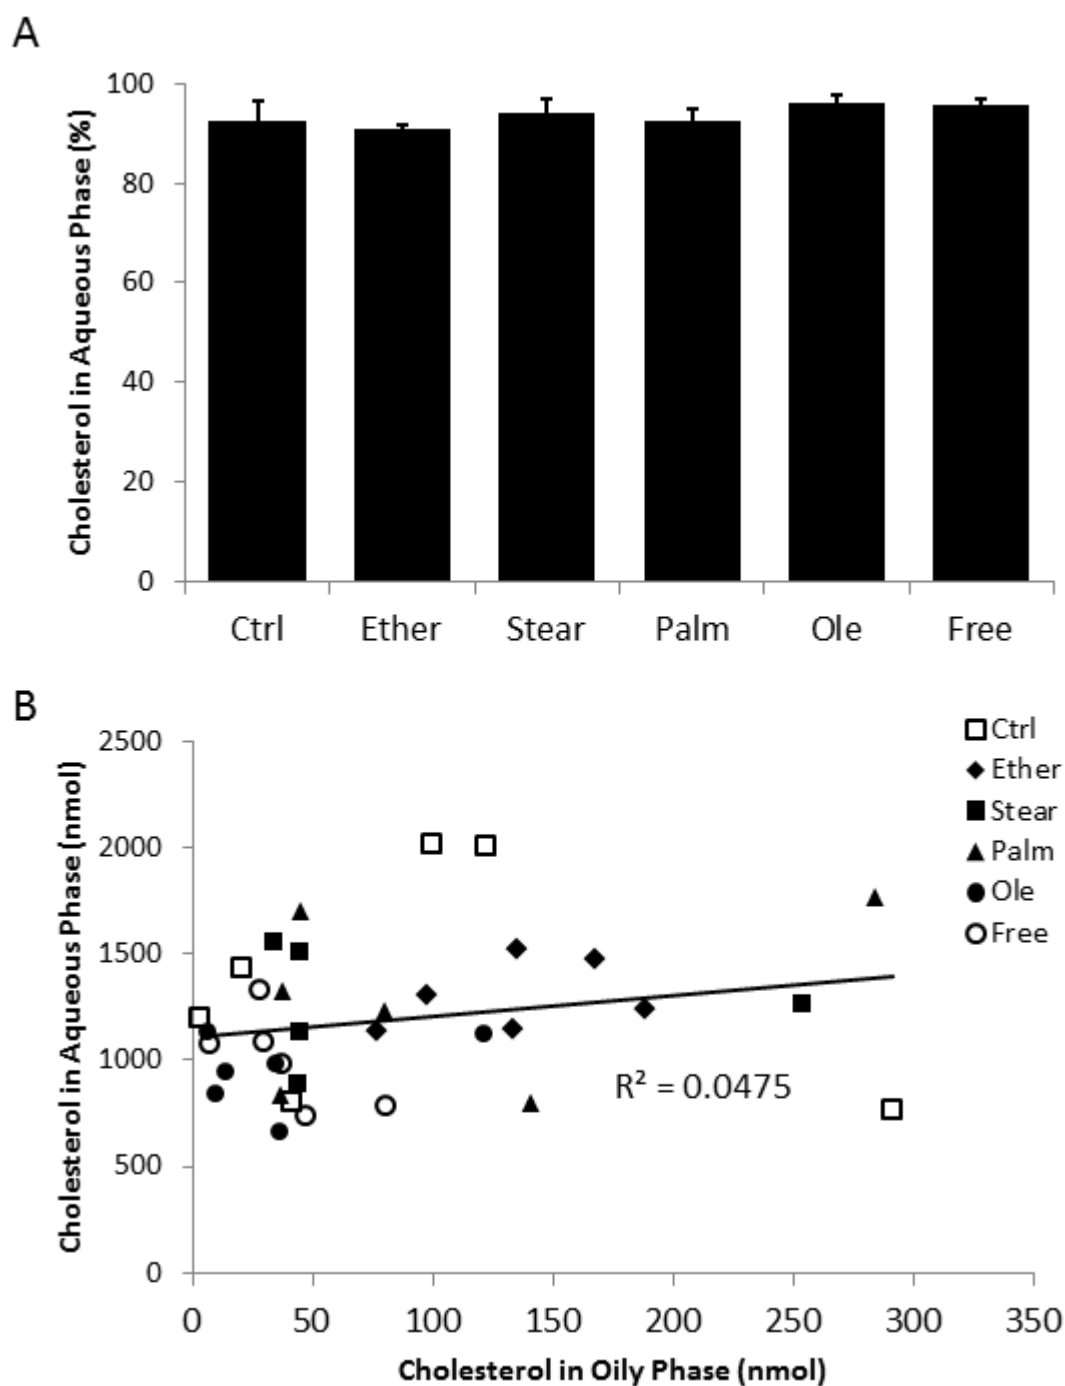 A
Cholesterol in Aqueous Phase (%)
100
80
60
40
20
0
Ctrl Ether Stear Palm Ole Free
B
Cholesterol in Aqueous Phase (nmol)
2500
2000
1500
1000
500
0
Ctrl
Ether
Stear
Palm
Ole
Free
R² = 0.0475
0 50 100 150 200 250 300 350
Cholesterol in Oily Phase (nmol)